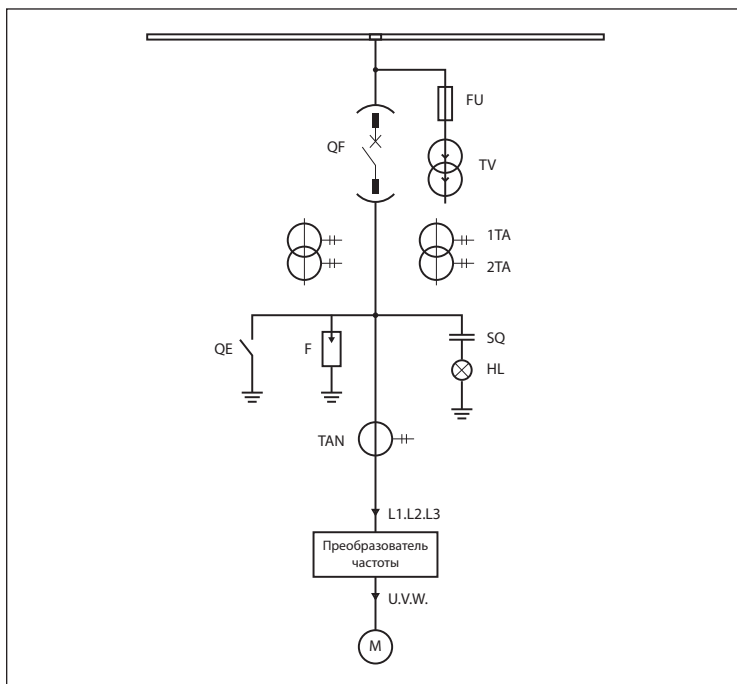 FU
QF
TV
1TA
2TA
QE
F
SQ
HL
TAN
L1.L2.L3
Преобразователь
частоты
U.V.W.
M